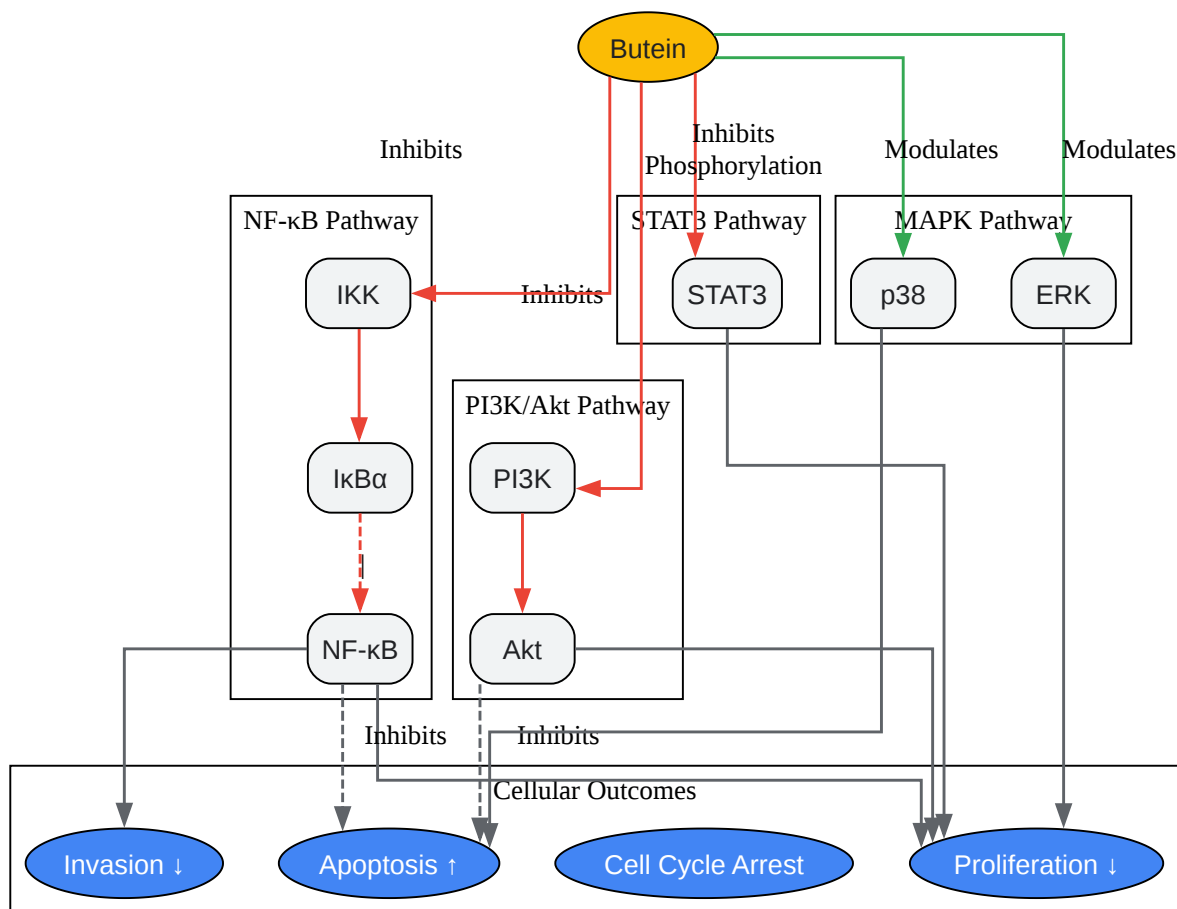 Butein
Inhibits
Inhibits
Phosphorylation
Modulates
Modulates
NF-κB Pathway
STAT3 Pathway
MAPK Pathway
IKK
Inhibits
STAT3
p38
ERK
PI3K/Akt Pathway
IκBα
PI3K
|
NF-κB
Akt
Inhibits
Inhibits
Cellular Outcomes
Invasion ↓
Apoptosis ↑
Cell Cycle Arrest
Proliferation ↓